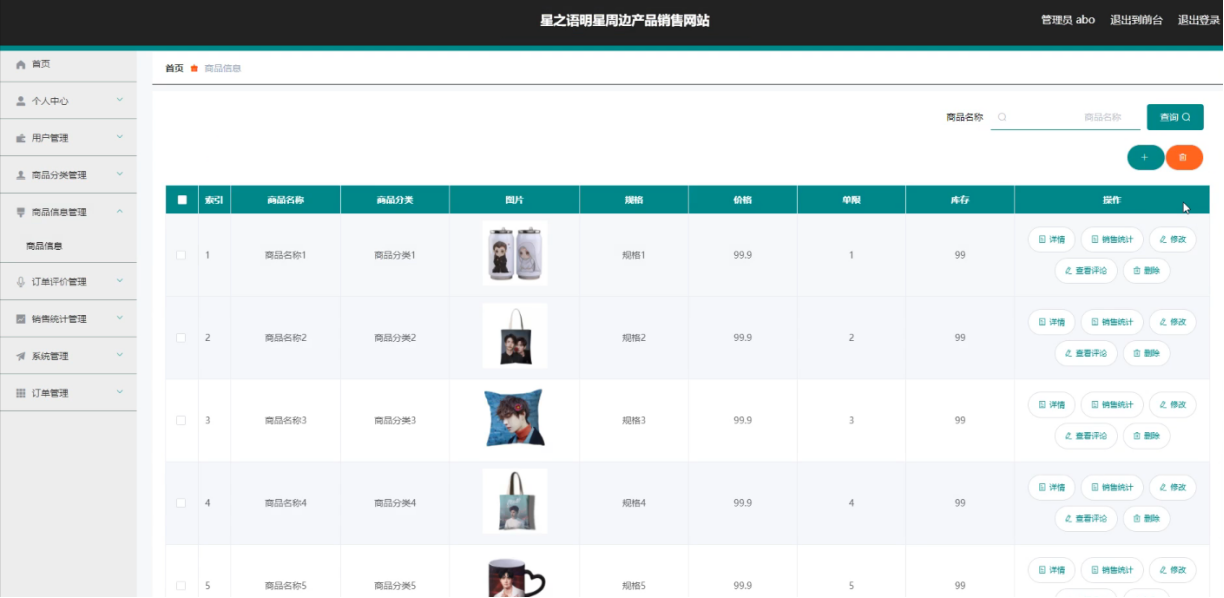 星之语明星周边产品销售网站
管理员 abo 退出到前台 退出登录
首页
个人中心
用户管理
商品分类管理
商品信息管理
商品信息
订单评价管理
销售统计管理
系统管理
订单管理
首页 商品信息
商品名称 商品名称 查询
索引 商品名称 商品分类 图片 规格 价格 单限 库存 操作
1 商品名称1 商品分类1 规格1 99.9 1 99 详情 销售统计 修改
查看评论 删除
2 商品名称2 商品分类2 规格2 99.9 2 99 详情 销售统计 修改
查看评论 删除
3 商品名称3 商品分类3 规格3 99.9 3 99 详情 销售统计 修改
查看评论 删除
4 商品名称4 商品分类4 规格4 99.9 4 99 详情 销售统计 修改
查看评论 删除
5 商品名称5 商品分类5 规格5 99.9 5 99 详情 销售统计 修改